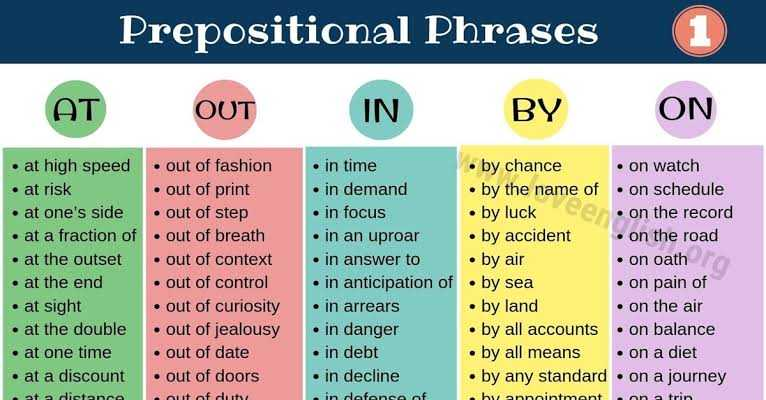 Prepositional Phrases 1
AT
OUT
IN
BY
ON
• at high speed
• at risk
• at one's side
• at a fraction of
• at the outset
• at the end
• at sight
• at the double
• at one time
• at a discount
• at a distance
• out of fashion
• out of print
• out of step
• out of breath
• out of context
• out of control
• out of curiosity
• out of jealousy
• out of date
• out of doors
• out of duty
• in time
• in demand
• in focus
• in an uproar
• in answer to
• in anticipation of
• in arrears
• in danger
• in debt
• in decline
• in defense of
• by chance
• by the name of
• by luck
• by accident
• by air
• by sea
• by land
• by all accounts
• by all means
• by any standard
• by appointment
• on watch
• on schedule
• on the record
• on the road
• on oath
• on pain of
• on the air
• on balance
• on a diet
• on a journey
• on a trip
www.loveenglish.org